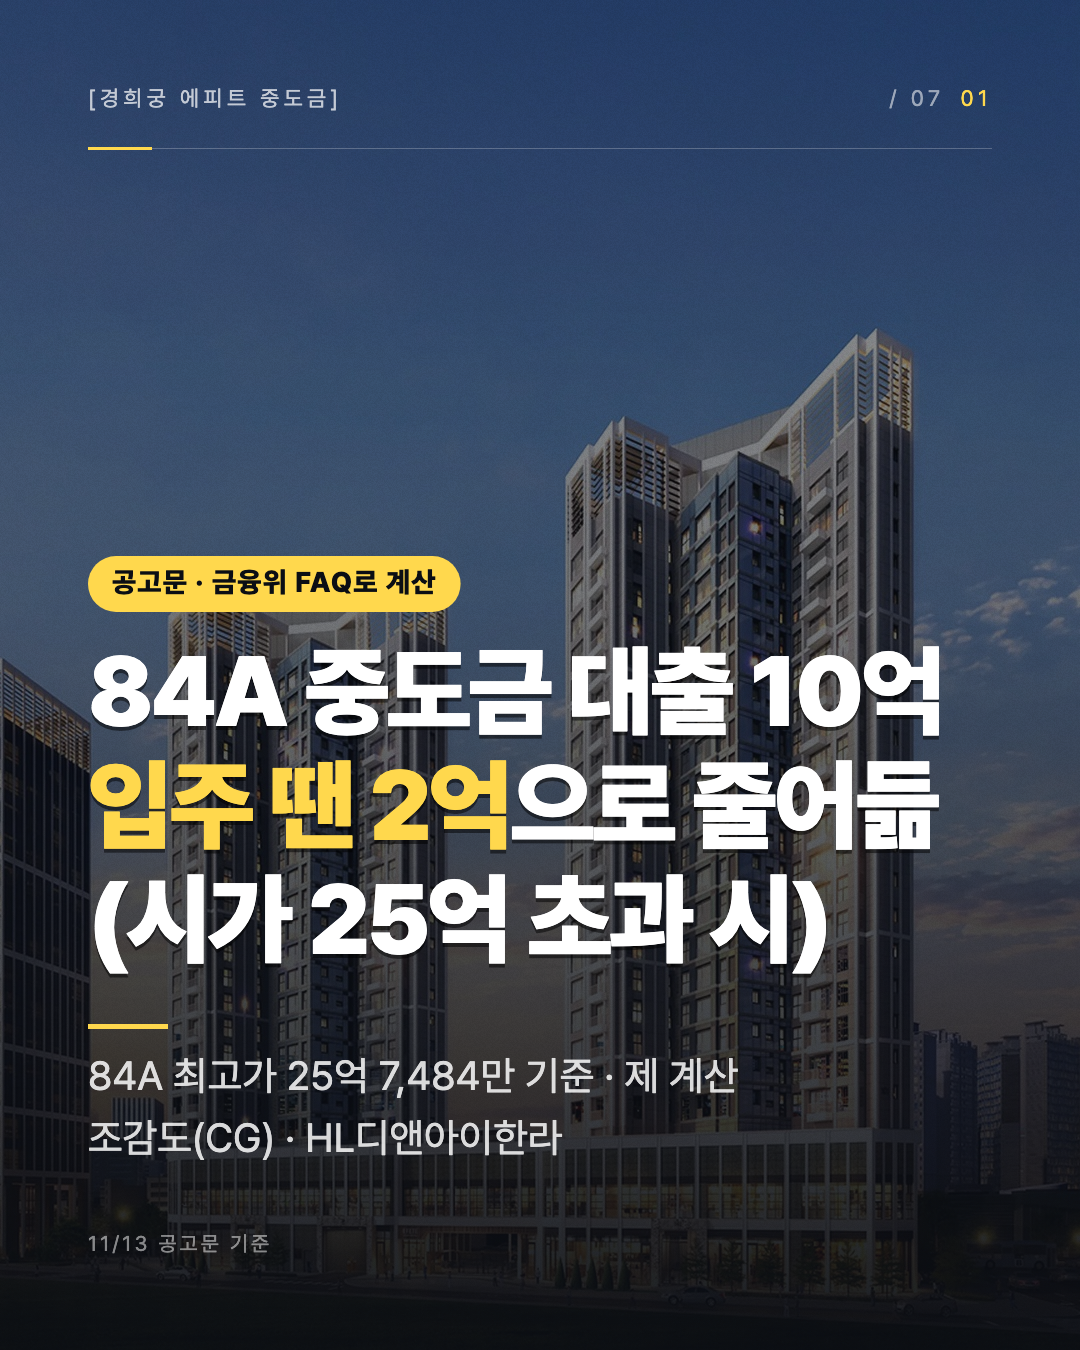 [경희궁 에피트 중도금]
/ 07 01
공고문 · 금융위 FAQ로 계산
84A 중도금 대출 10억
입주 땐 2억으로 줄어듦
(시가 25억 초과 시)
84A 최고가 25억 7,484만 기준 · 제 계산
조감도(CG) · HL디앤아이한라
11/13 공고문 기준